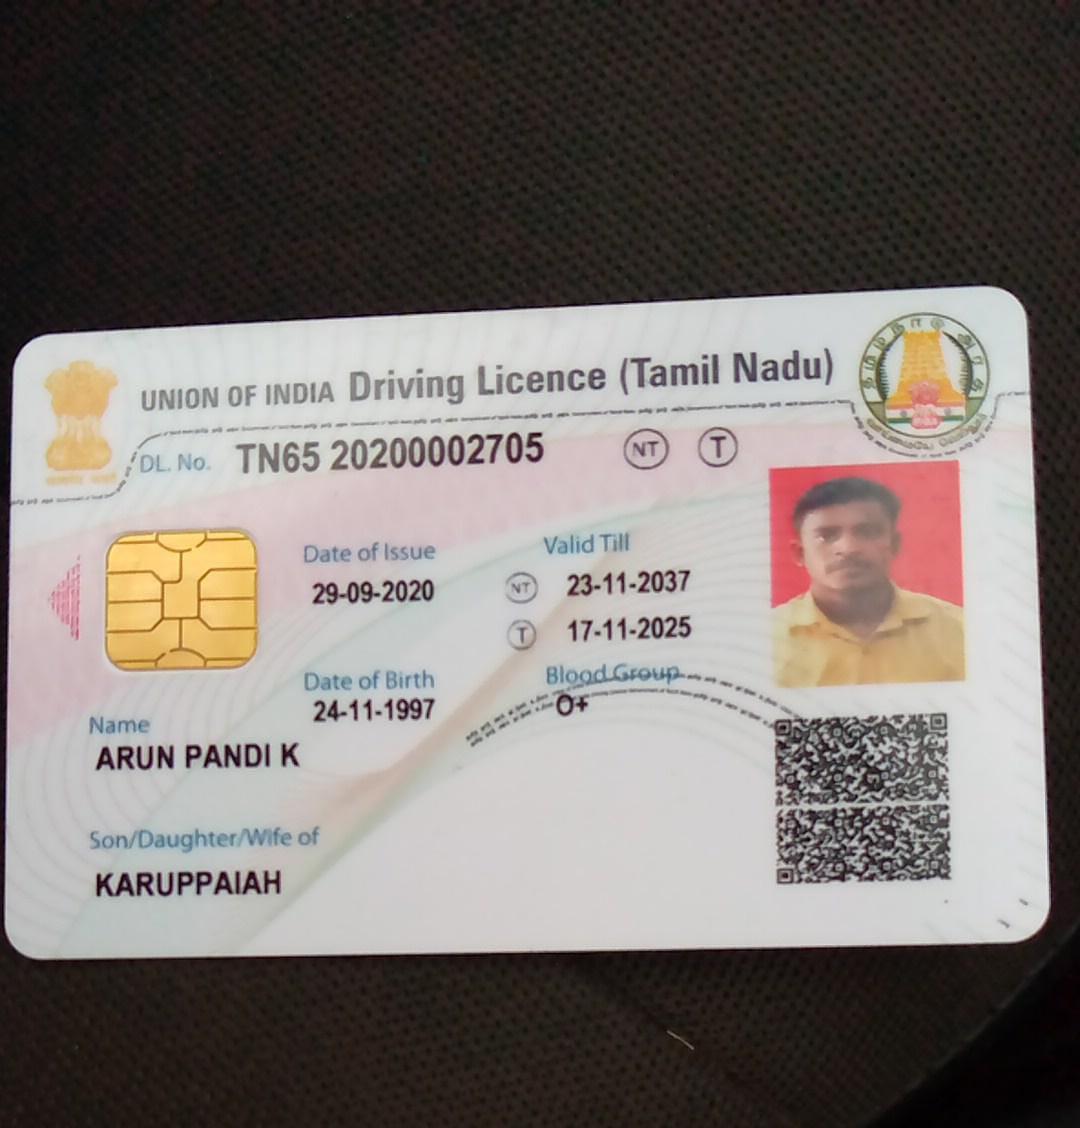 UNION OF INDIA Driving Licence (Tamil Nadu)
DL. No. TN65 20200002705 NT T
Date of Issue
29-09-2020
Valid Till
NT 23-11-2037
T 17-11-2025
Date of Birth
24-11-1997
Blood Group
O+
Name
ARUN PANDI K
Son/Daughter/Wife of
KARUPPAIAH